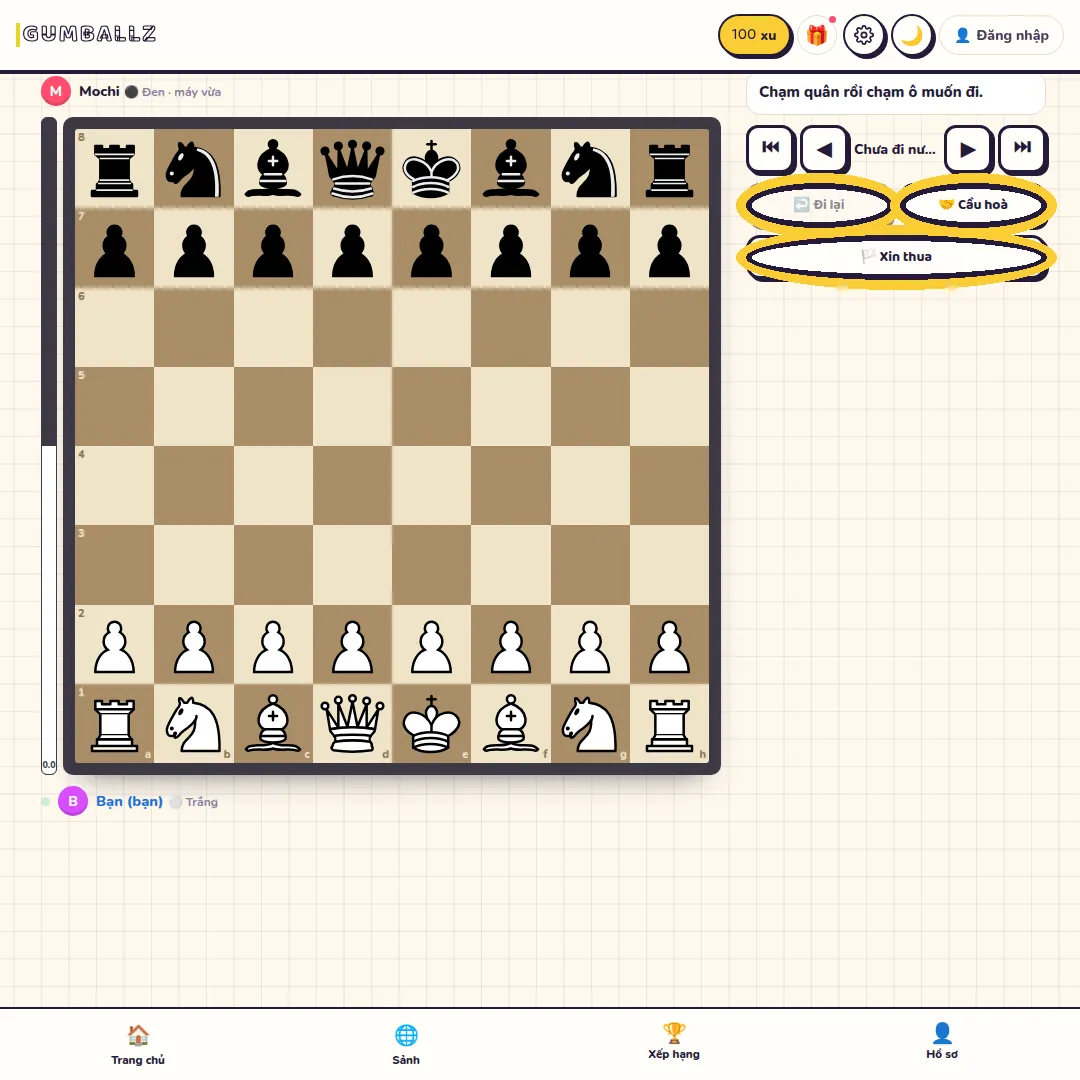 GUMBALLZ
100 xu
Đăng nhập
M
Mochi
Đen · máy vừa
Chạm quân rồi chạm ô muốn đi.
Chưa đi nư...
Đi lại
Cầu hoà
Xin thua
8
7
6
5
4
3
2
1
a b c d e f g h
0.0
B
Bạn (bạn)
Trắng
Trang chủ
Sảnh
Xếp hạng
Hồ sơ